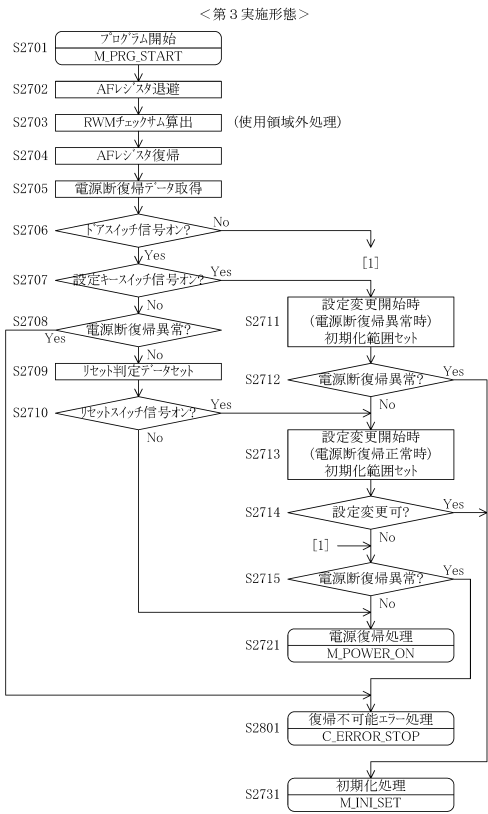 ＜第３実施形態＞
S2701
プログラム開始
M_PRG_START
S2702
AFレジスタ退避
S2703
RWMチェックサム算出
(使用領域外処理)
S2704
AFレジスタ復帰
S2705
電源断復帰データ取得
S2706
ドアスイッチ信号オン?
No
Yes
[1]
S2707
設定キースイッチ信号オン?
Yes
No
S2708
電源断復帰異常?
Yes
No
S2711
設定変更開始時
(電源断復帰異常時)
初期化範囲セット
S2709
リセット判定データセット
S2712
電源断復帰異常?
Yes
No
S2710
リセットスイッチ信号オン?
Yes
No
S2713
設定変更開始時
(電源断復帰正常時)
初期化範囲セット
S2714
設定変更可?
Yes
No
[1]
S2715
電源断復帰異常?
Yes
No
S2721
電源復帰処理
M_POWER_ON
S2801
復帰不可能エラー処理
C_ERROR_STOP
S2731
初期化処理
M_INI_SET